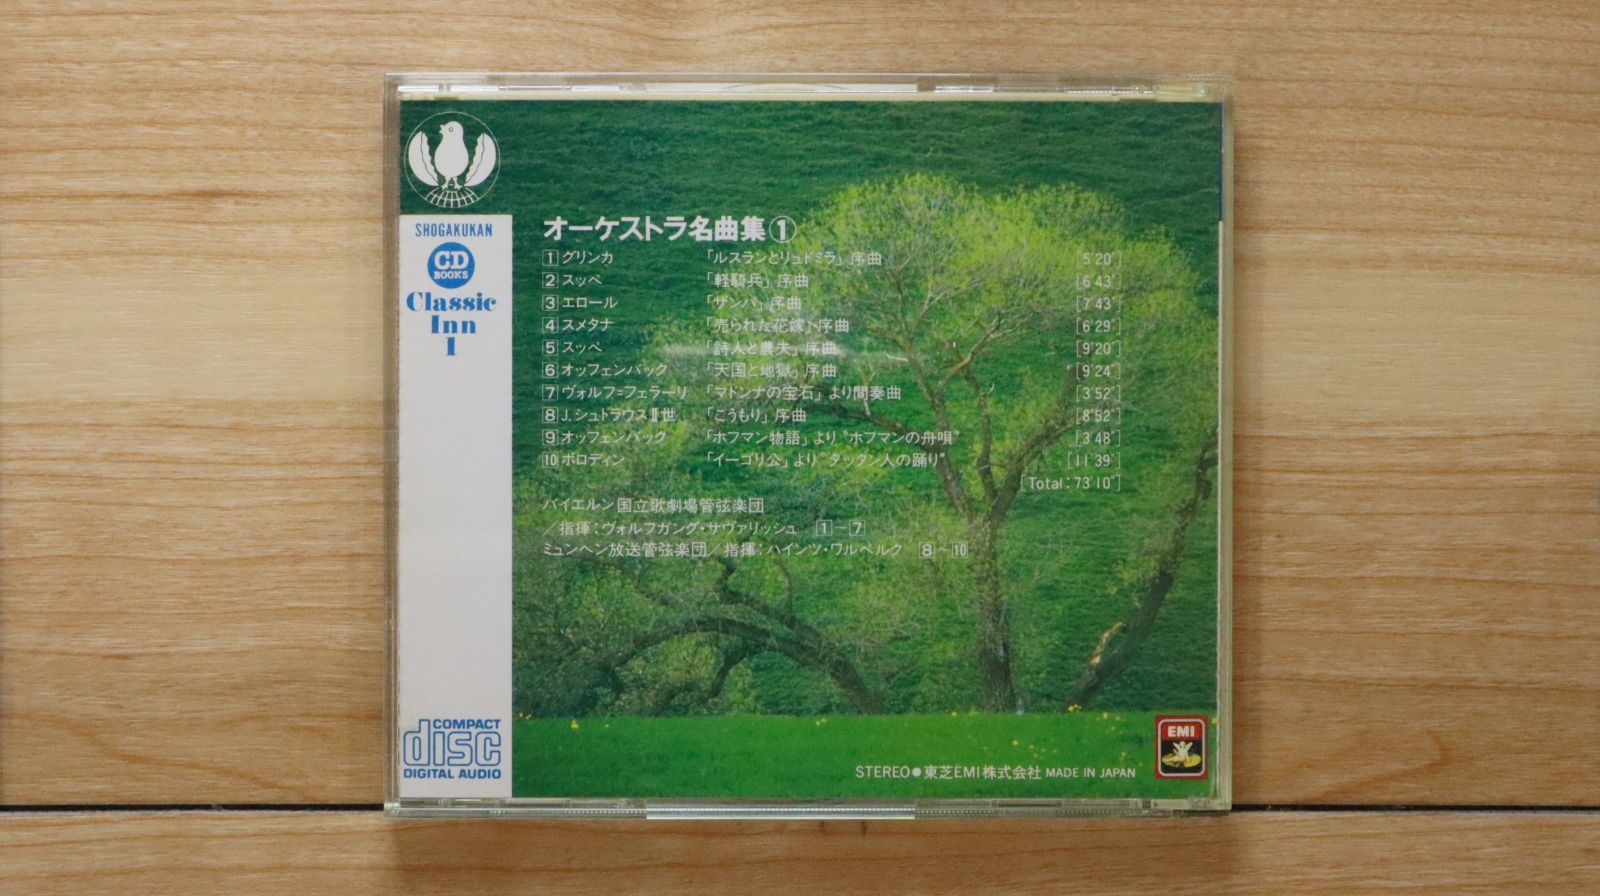 SHOGAKUKAN
CD
BOOKS
Classic
Inn
1
オーケストラ名曲集①
1 グリンカ 「ルスランとリュドミラ」序曲 [5'20"]
2 スッペ 「軽騎兵」序曲 [6'43"]
3 エロール 「ザンパ」序曲 [7'43"]
4 スメタナ 「売られた花嫁」序曲 [6'29"]
5 スッペ 「詩人と農夫」序曲 [9'20"]
6 オッフェンバック 「天国と地獄」序曲 [9'24"]
7 ヴォルフ=フェラーリ 「マドンナの宝石」より間奏曲 [3'52"]
8 J.シュトラウスⅡ世 「こうもり」序曲 [8'52"]
9 オッフェンバック 「ホフマン物語」より“ホフマンの舟唄” [3'48"]
10 ボロディン 「イーゴリ公」より“ダッタン人の踊り” [11'39"]
[Total:73'10"]
バイエルン国立歌劇場管弦楽団
／指揮:ヴォルフガング・サヴァリッシュ 1〜7
ミュンヘン放送管弦楽団／指揮:ハインツ・ワルベルク 8〜10
COMPACT
disc
DIGITAL AUDIO
EMI
STEREO●東芝EMI株式会社 MADE IN JAPAN